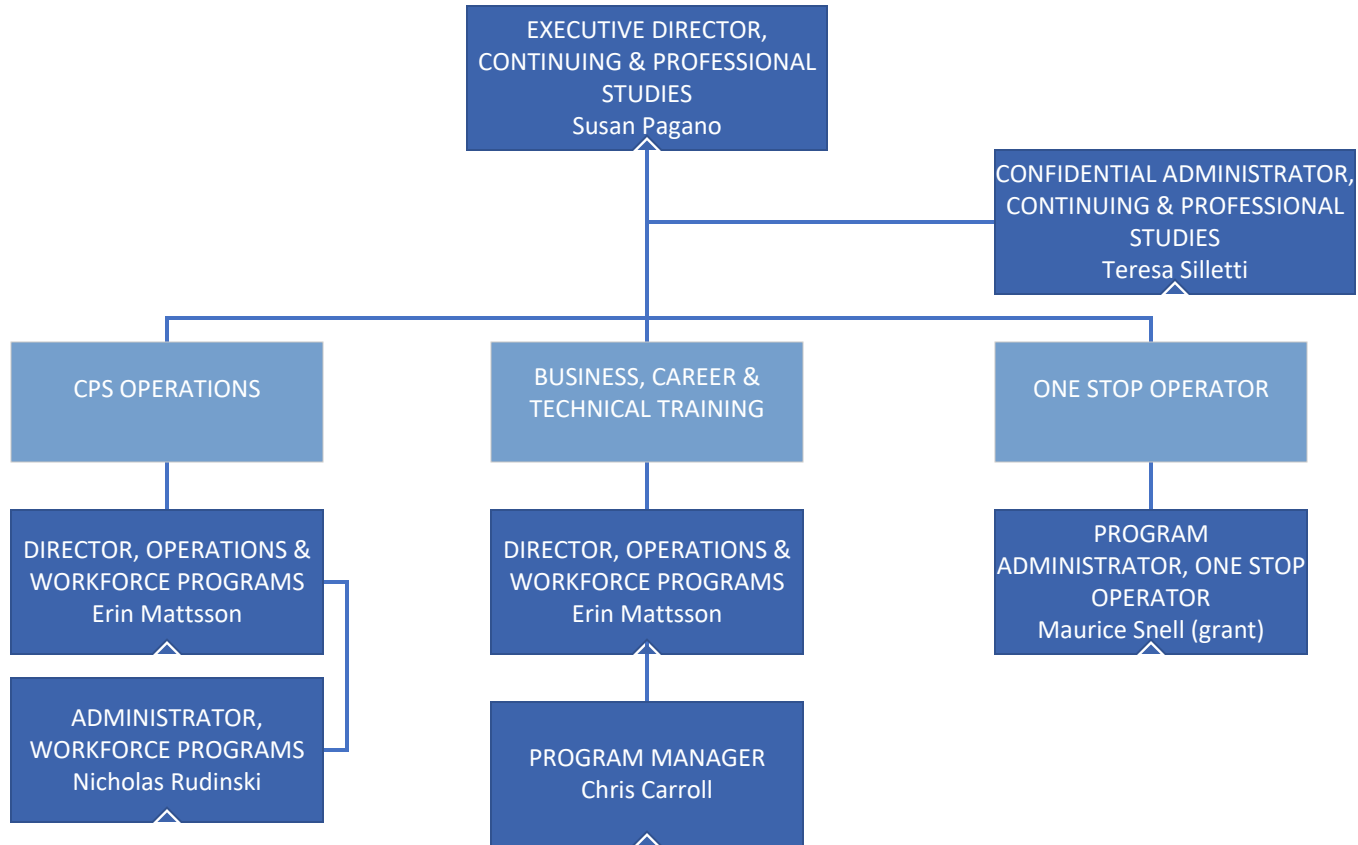 EXECUTIVE DIRECTOR,
CONTINUING & PROFESSIONAL
STUDIES
Susan Pagano
CONFIDENTIAL ADMINISTRATOR,
CONTINUING & PROFESSIONAL
STUDIES
Teresa Silletti
CPS OPERATIONS
BUSINESS, CAREER &
TECHNICAL TRAINING
ONE STOP OPERATOR
DIRECTOR, OPERATIONS &
WORKFORCE PROGRAMS
Erin Mattsson
DIRECTOR, OPERATIONS &
WORKFORCE PROGRAMS
Erin Mattsson
PROGRAM
ADMINISTRATOR, ONE STOP
OPERATOR
Maurice Snell (grant)
ADMINISTRATOR,
WORKFORCE PROGRAMS
Nicholas Rudinski
PROGRAM MANAGER
Chris Carroll